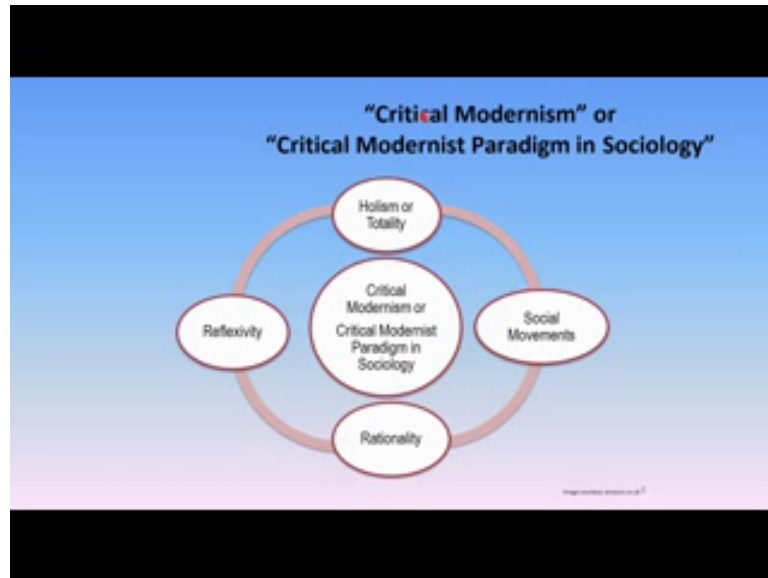 “Critical Modernism” or
“Critical Modernist Paradigm in Sociology”
Holism or
Totality
Reflexivity
Critical
Modernism or
Critical Modernist
Paradigm in
Sociology
Social
Movements
Rationality